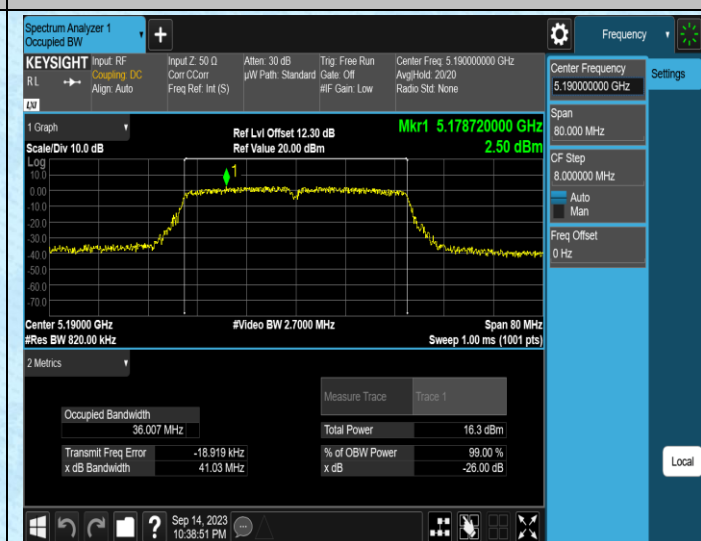 Spectrum Analyzer 1
Occupied BW
+
Frequency
KEYSIGHT
RL
LXI
Input: RF
Coupling: DC
Align: Auto
Input Z: 50 Ω
Corr CCorr
Freq Ref: Int (S)
Atten: 30 dB
µW Path: Standard
Trig: Free Run
Gate: Off
#IF Gain: Low
Center Freq: 5.190000000 GHz
Avg|Hold: 20/20
Radio Std: None
Center Frequency
5.190000000 GHz
Settings
Span
80.000 MHz
CF Step
8.000000 MHz
Auto
Man
Freq Offset
0 Hz
1 Graph
Scale/Div 10.0 dB
Ref Lvl Offset 12.30 dB
Ref Value 20.00 dBm
Mkr1 5.178720000 GHz
2.50 dBm
Log
10.0
0.00
-10.0
-20.0
-30.0
-40.0
-50.0
-60.0
-70.0
1
Center 5.19000 GHz
#Res BW 820.00 kHz
#Video BW 2.7000 MHz
Span 80 MHz
Sweep 1.00 ms (1001 pts)
2 Metrics
Measure Trace
Trace 1
Occupied Bandwidth
36.007 MHz
Total Power 16.3 dBm
Transmit Freq Error -18.919 kHz
% of OBW Power 99.00 %
x dB Bandwidth 41.03 MHz
x dB -26.00 dB
Local
?
Sep 14, 2023
10:38:51 PM